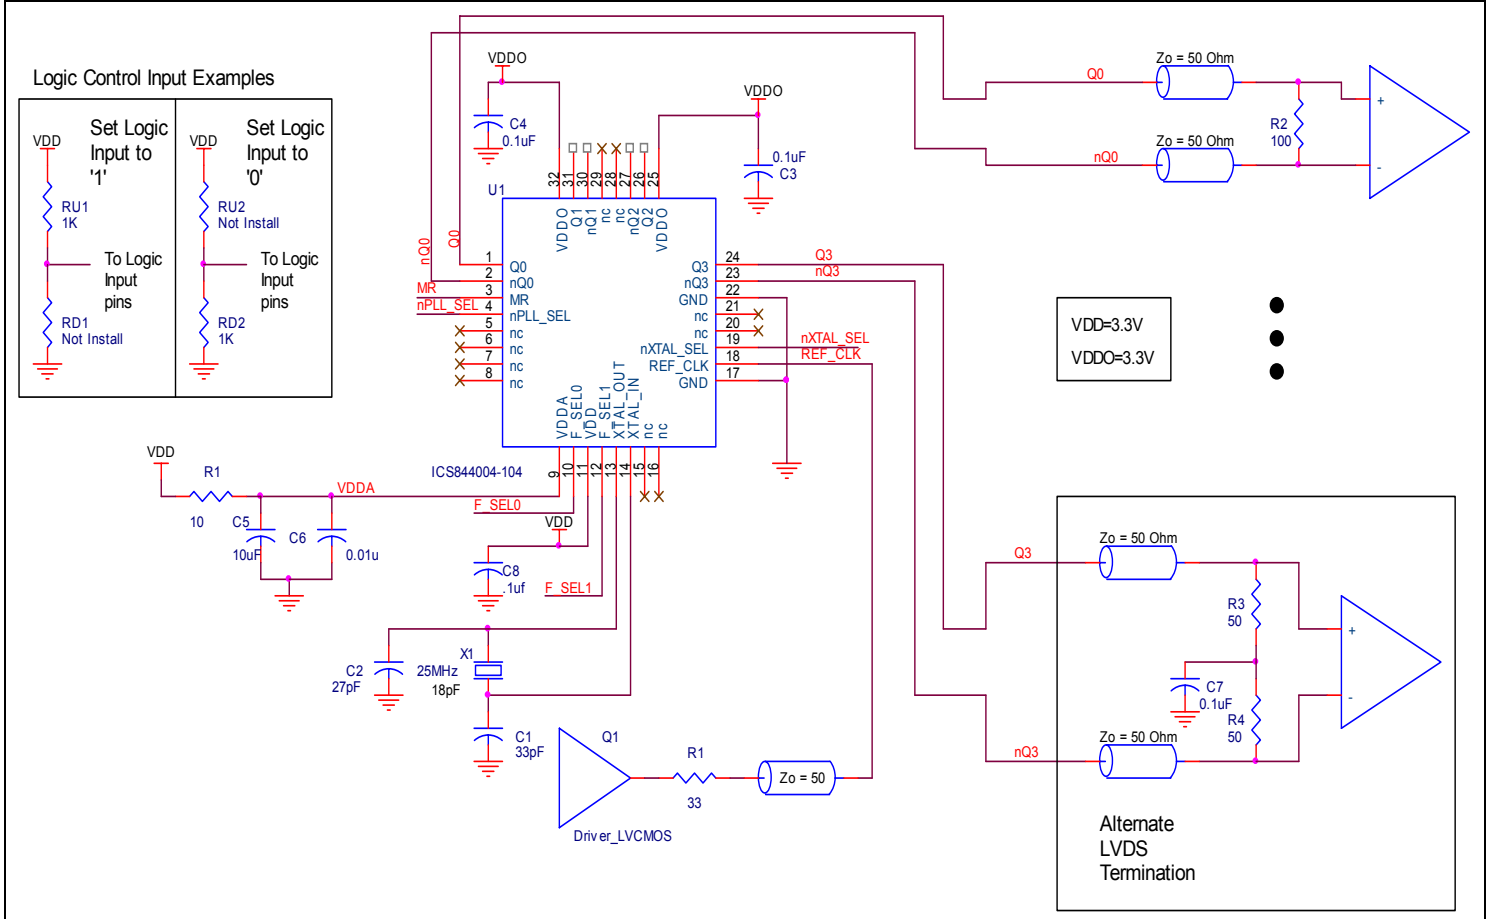 Logic Control Input Examples
VDD
Set Logic
Input to
'1'
RU1
1K
To Logic
Input
pins
RD1
Not Install
VDD
Set Logic
Input to
'0'
RU2
Not Install
To Logic
Input
pins
RD2
1K
VDDO
C4
0.1uF
VDDO
0.1uF
C3
U1
32
31
30
29
28
27
26
25
VDDO
Q1
nQ1
nc
nc
nQ2
Q2
VDDO
nQ0
Q0
MR
nPLL_SEL
1
2
3
4
5
6
7
8
Q0
nQ0
MR
nPLL_SEL
nc
nc
nc
nc
Q3
nQ3
GND
nc
nc
nXTAL_SEL
REF_CLK
GND
24
23
22
21
20
19
18
17
Q3
nQ3
nXTAL_SEL
REF_CLK
VDDA
F_SEL0
VDD
F_SEL1
XTAL_OUT
XTAL_IN
nc
nc
9
10
11
12
13
14
15
16
ICS844004-104
Q0
Zo = 50 Ohm
nQ0
Zo = 50 Ohm
R2
100
+
-
VDD=3.3V
VDDO=3.3V
VDD
R1
10
VDDA
C5
10uF
C6
0.01u
F_SEL0
VDD
C8
.1uf
F_SEL1
C2
27pF
X1
25MHz
18pF
C1
33pF
Q1
Driver_LVCMOS
R1
33
Zo = 50
Q3
Zo = 50 Ohm
R3
50
C7
0.1uF
R4
50
nQ3
Zo = 50 Ohm
+
-
Alternate
LVDS
Termination